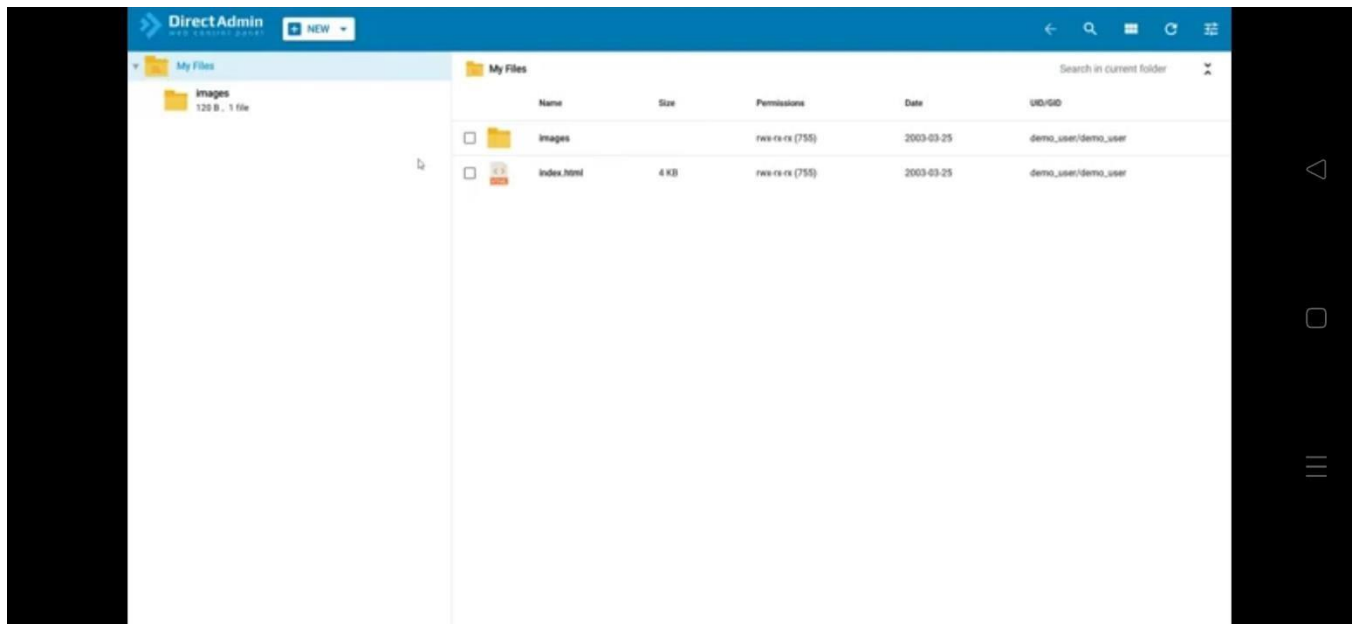 DirectAdmin
web control panel
NEW
My Files
images
120 B., 1 file
My Files
Search in current folder
Name Size Permissions Date UID/GID
images rwx-rx-rx (755) 2003-03-25 demo_user/demo_user
index.html 4 KB rwx-rx-rx (755) 2003-03-25 demo_user/demo_user